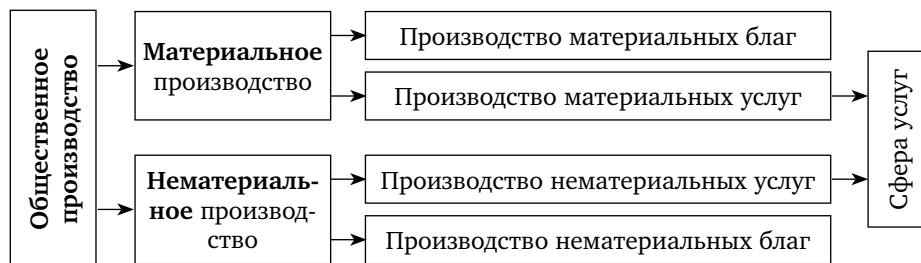 Общественное
производство
Материальное
производство
Производство материальных благ
Производство материальных услуг
Нематериаль-
ное производ-
ство
Производство нематериальных услуг
Производство нематериальных благ
Сфера услуг